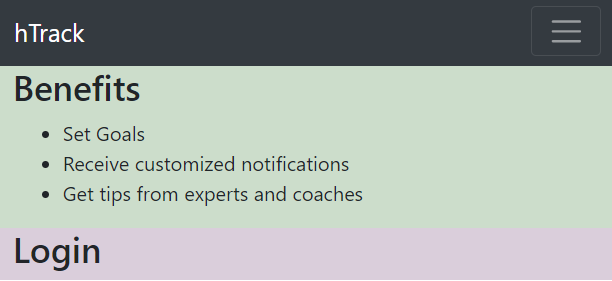 hTrack
Benefits
Set Goals
Receive customized notifications
Get tips from experts and coaches
Login